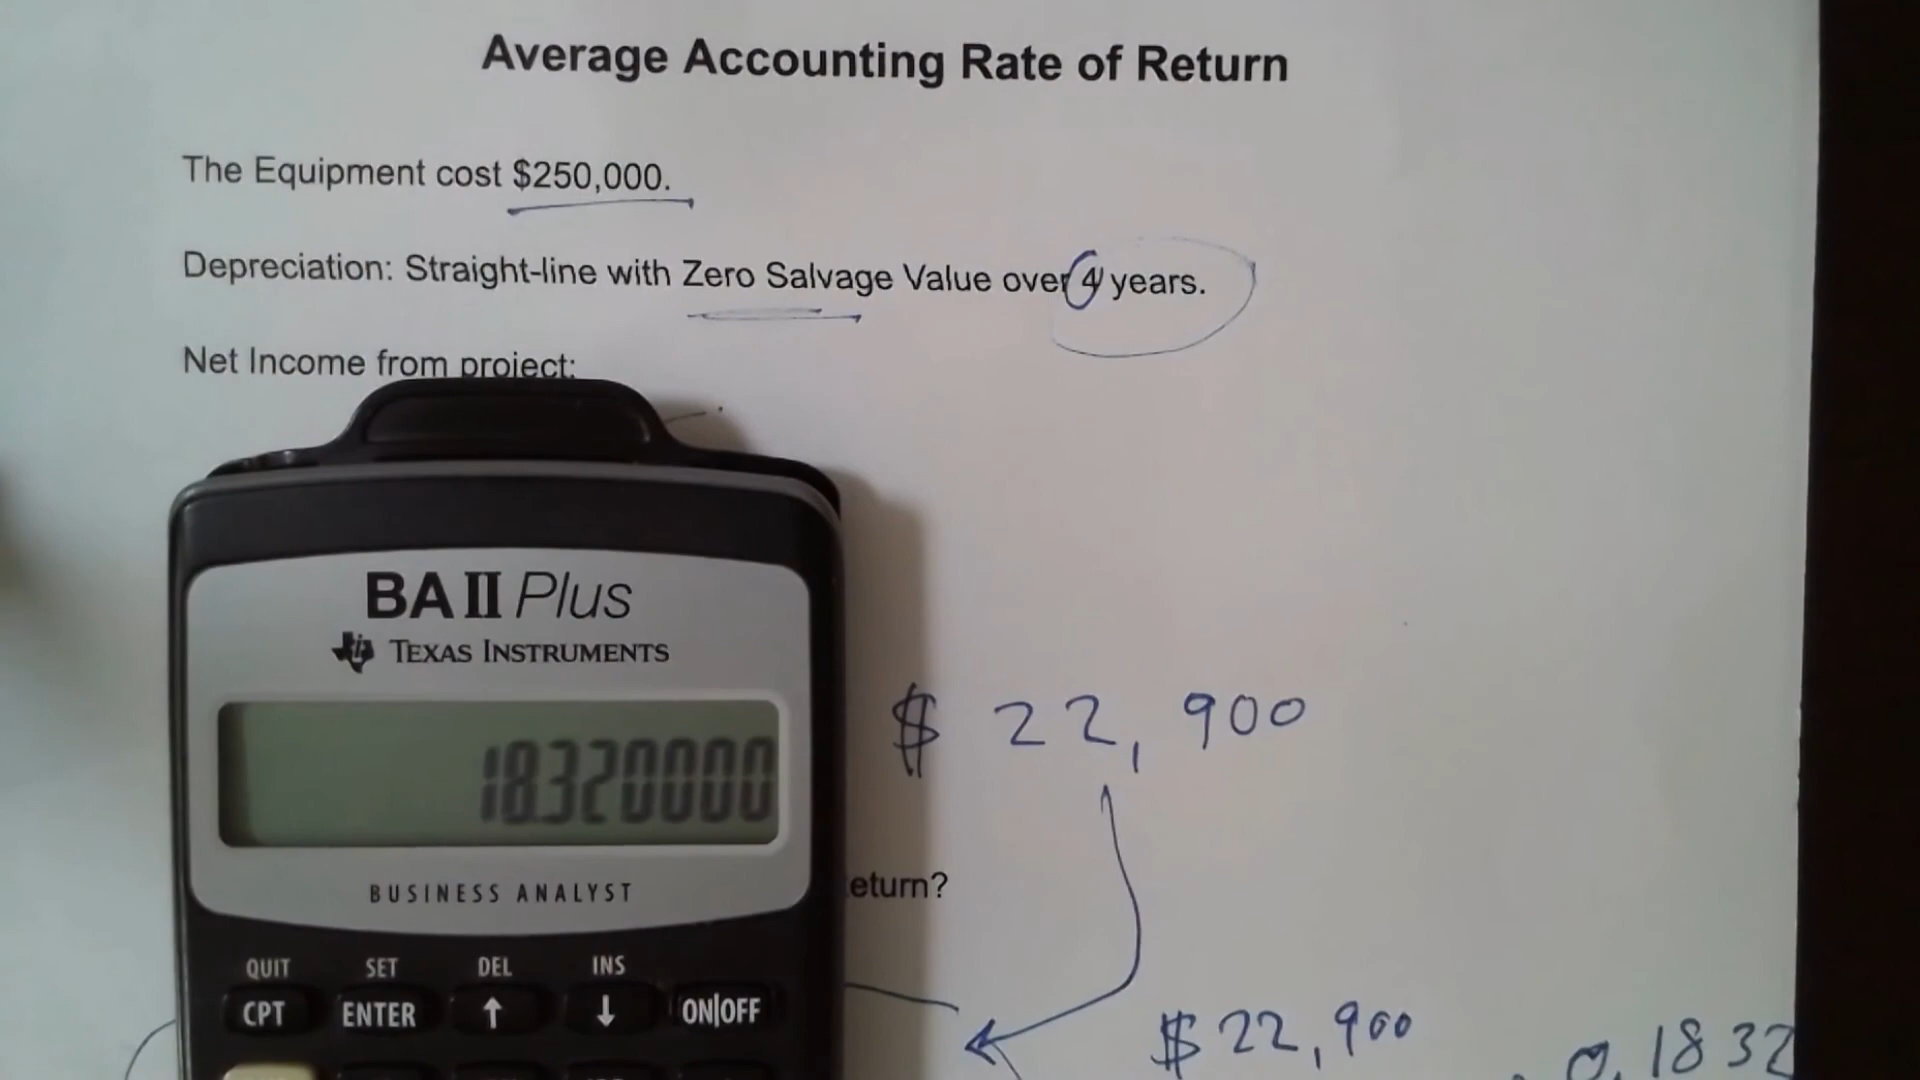 Average Accounting Rate of Return
The Equipment cost $250,000.
Depreciation: Straight-line with Zero Salvage Value over 4 years.
Net Income from project:
BA II Plus
TEXAS INSTRUMENTS
18.320000
$ 22,900
BUSINESS ANALYST
eturn?
QUIT SET DEL INS
CPT ENTER ↑ ↓ ON|OFF
$22,900
0.1832